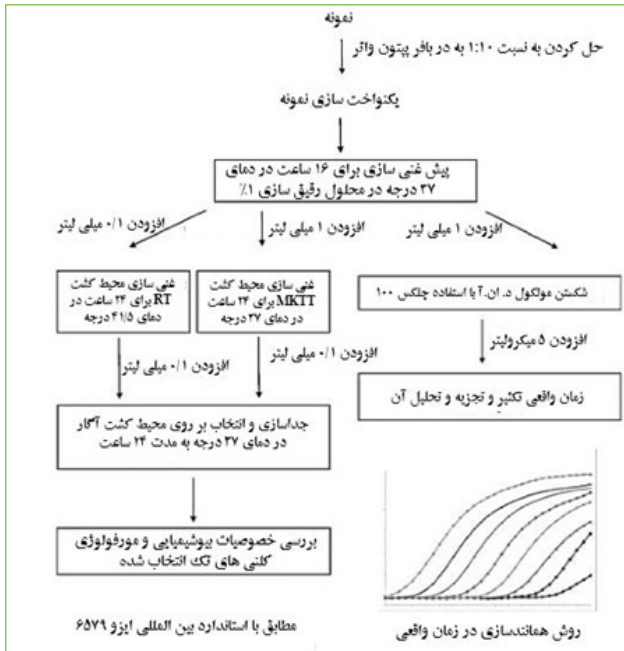 نمونه
حل کردن به نسبت ۱:۱۰ به در بافر پپتون واتر
یکنواخت سازی نمونه
پیش غنی سازی برای ۱۶ ساعت در دمای
۳۷ درجه در محلول رقیق سازی ۱٪
افزودن ۰/۱ میلی لیتر
افزودن ۱ میلی لیتر
افزودن ۱ میلی لیتر
غنی سازی محیط کشت
RT برای ۲۴ ساعت در
دمای ۴۱/۵ درجه
غنی سازی محیط کشت
MKTT برای ۲۴ ساعت
در دمای ۳۷ درجه
شکستن مولکول د. ان. آ با استفاده چلکس ۱۰۰
افزودن ۰/۱ میلی لیتر
افزودن ۰/۱ میلی لیتر
افزودن ۵ میکرولیتر
جداسازی و انتخاب بر روی محیط کشت آگار
در دمای ۳۷ درجه به مدت ۲۴ ساعت
زمان واقعی تکثیر و تجزیه و تحلیل آن
بررسی خصوصیات بیوشیمیایی و مورفولوژی
کلنی های تک انتخاب شده
مطابق با استاندارد بین المللی ایزو ۶۵۷۹
روش همانندسازی در زمان واقعی